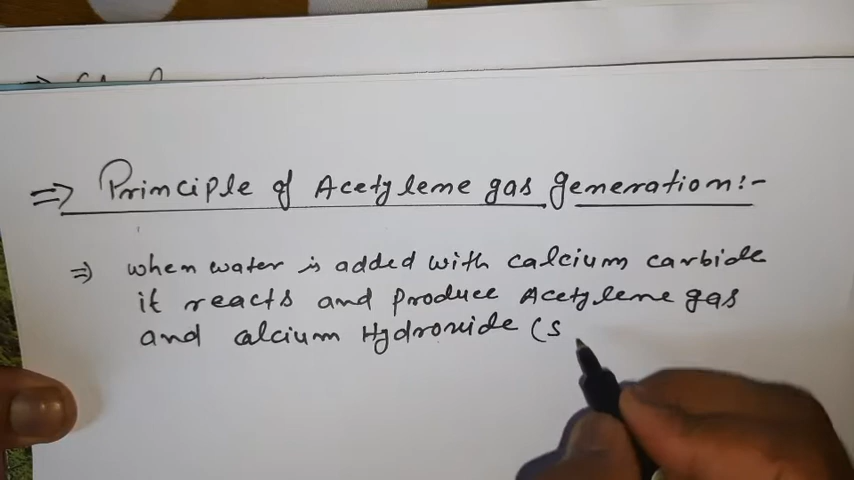 ⇒ Principle of Acetylene gas generation:-
⇒ when water is added with calcium carbide
it reacts and produce Acetylene gas
and calcium Hydroxide (s